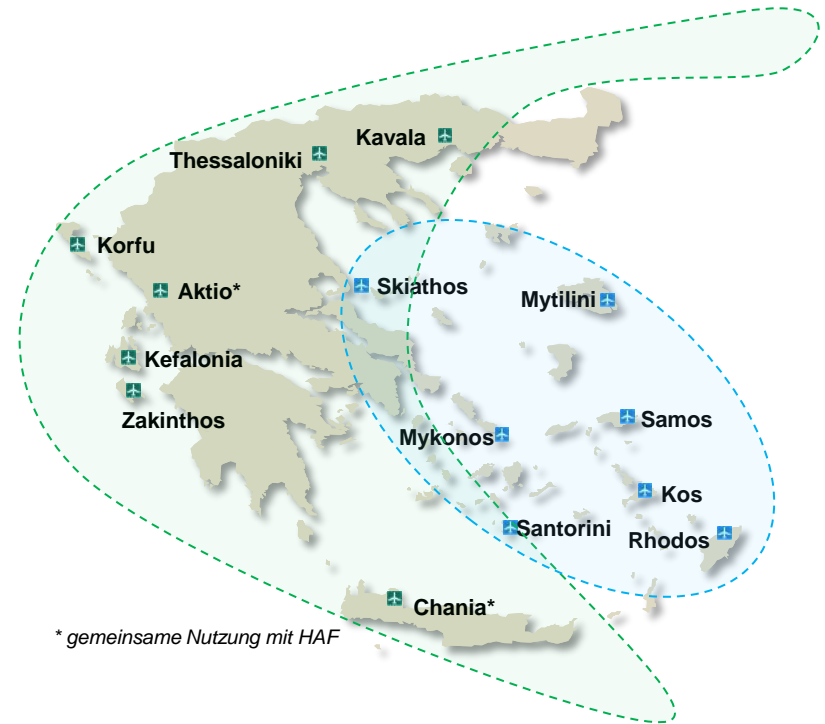 Kavala
Thessaloniki
Korfu
Aktio*
Skiathos
Mytilini
Kefalonia
Zakinthos
Mykonos
Samos
Kos
Santorini
Rhodos
Chania*
* gemeinsame Nutzung mit HAF